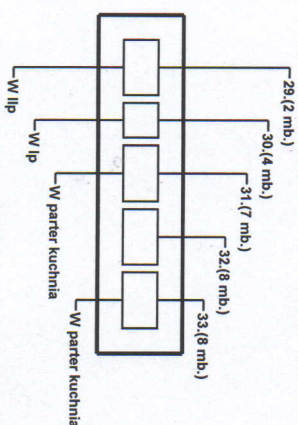 29.(2 mb.)
30.(4 mb.)
31.(7 mb.)
32.(8 mb.)
33.(8 mb.)
W IIp
W Ip
W parter kuchnia
W parter kuchnia